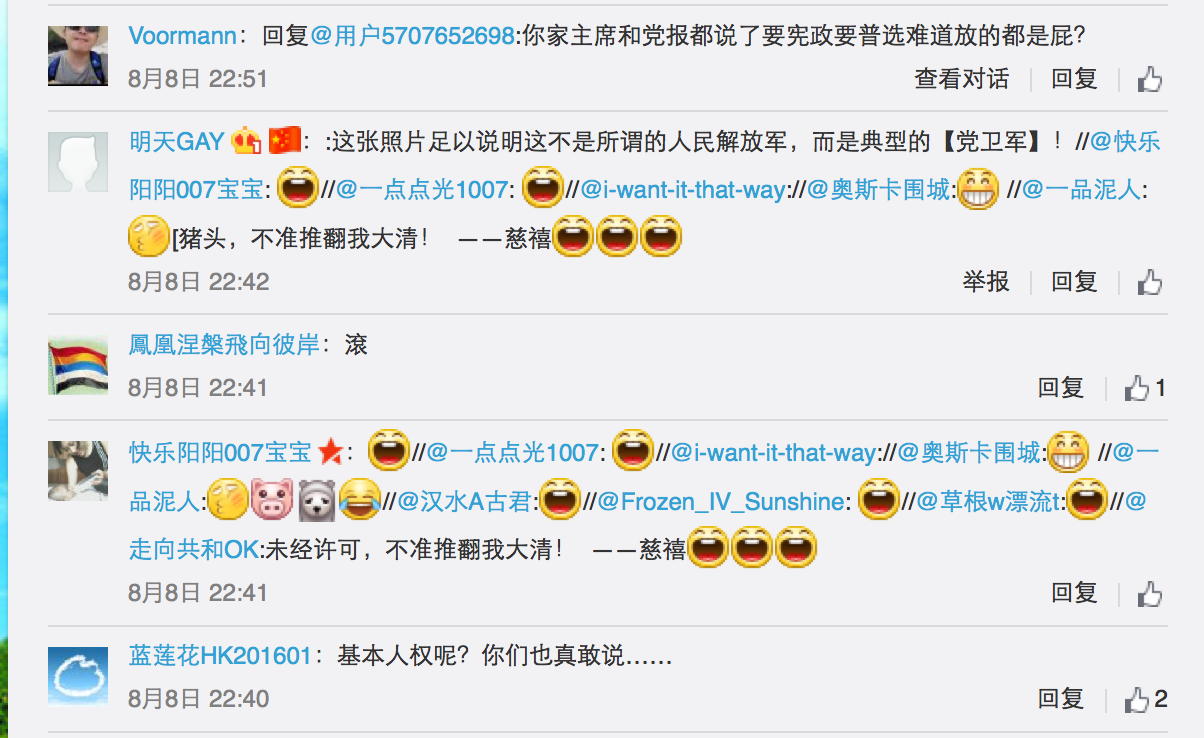 Voormann：回复@用户5707652698:你家主席和党报都说了要宪政要普选难道放的都是屁?
8月8日 22:51 查看对话 回复
明天GAY ：:这张照片足以说明这不是所谓的人民解放军，而是典型的【党卫军】！//@快乐
阳阳007宝宝: //@一点点光1007: //@i-want-it-that-way://@奥斯卡围城: //@一品泥人:
[猪头，不准推翻我大清！ ——慈禧
8月8日 22:42 举报 回复
鳳凰涅槃飛向彼岸：滾
8月8日 22:41 回复 1
快乐阳阳007宝宝 ： //@一点点光1007: //@i-want-it-that-way://@奥斯卡围城: //@一
品泥人: //@汉水A古君: //@Frozen_IV_Sunshine: //@草根w漂流t: //@
走向共和OK:未经许可，不准推翻我大清！ ——慈禧
8月8日 22:41 回复
蓝莲花HK201601：基本人权呢？你们也真敢说……
8月8日 22:40 回复 2